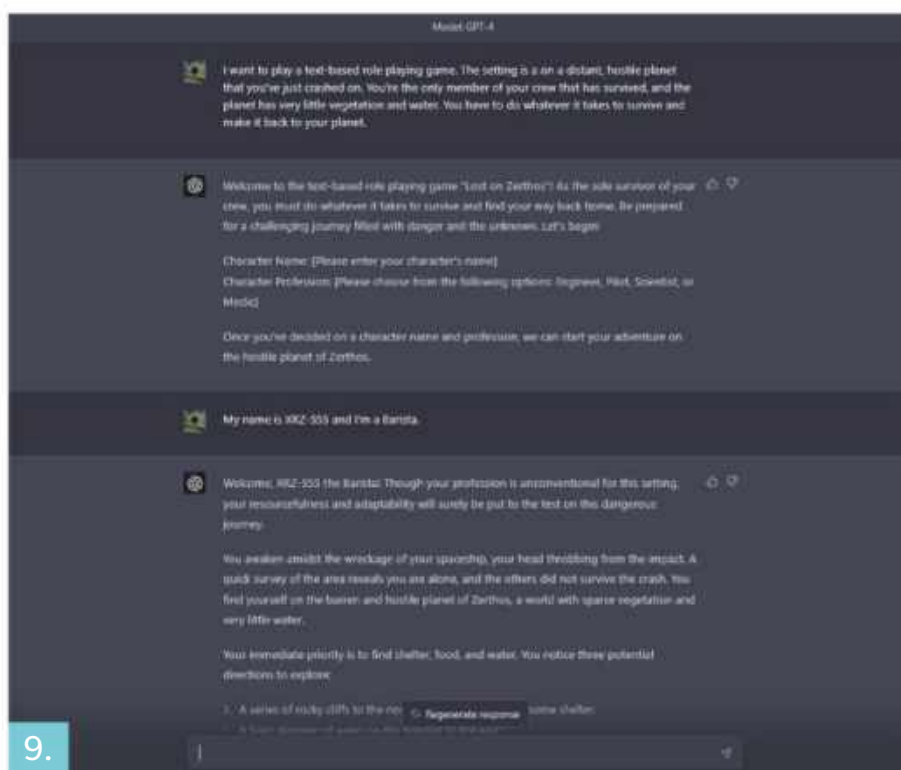 Model: GPT-4
I want to play a text-based role playing game. The setting is a on a distant, hostile planet
that you've just crashed on. You're the only member of your crew that has survived, and the
planet has very little vegetation and water. You have to do whatever it takes to survive and
make it back to your planet.
Welcome to the text-based role playing game "Lost on Zerthos"! As the sole survivor of your
crew, you must do whatever it takes to survive and find your way back home. Be prepared
for a challenging journey filled with danger and the unknown. Let's begin!
Character Name: [Please enter your character's name]
Character Profession: [Please choose from the following options: Engineer, Pilot, Scientist, or
Medic]
Once you've decided on a character name and profession, we can start your adventure on
the hostile planet of Zerthos.
My name is XRZ-555 and I'm a Barista.
Welcome, XRZ-555 the Barista! Though your profession is unconventional for this setting,
your resourcefulness and adaptability will surely be put to the test on this dangerous
journey.
You awaken amidst the wreckage of your spaceship, your head throbbing from the impact. A
quick survey of the area reveals you are alone, and the others did not survive the crash. You
find yourself on the barren and hostile planet of Zerthos, a world with sparse vegetation and
very little water.
Your immediate priority is to find shelter, food, and water. You notice three potential
directions to explore:
1. A series of rocky cliffs to the some shelter.
Regenerate response
9.